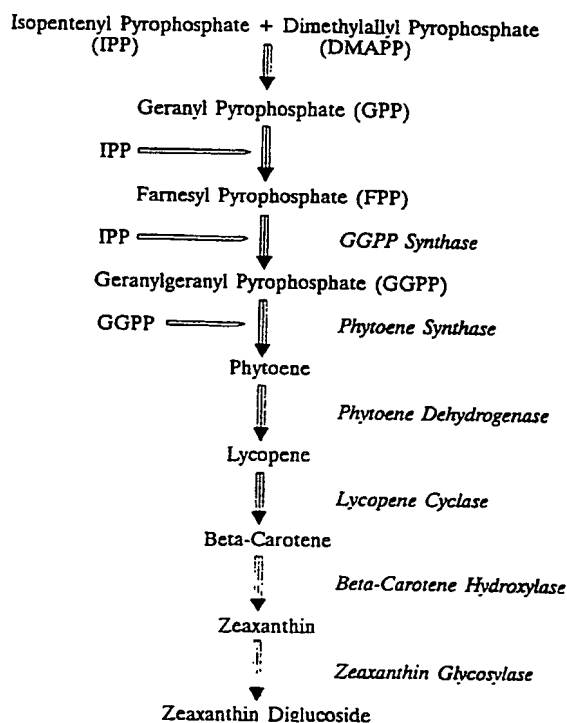 Isopentenyl Pyrophosphate + Dimethylallyl Pyrophosphate
(IPP) (DMAPP)
Geranyl Pyrophosphate (GPP)
IPP
Farnesyl Pyrophosphate (FPP)
IPP GGPP Synthase
Geranylgeranyl Pyrophosphate (GGPP)
GGPP Phytoene Synthase
Phytoene
Phytoene Dehydrogenase
Lycopene
Lycopene Cyclase
Beta-Carotene
Beta-Carotene Hydroxylase
Zeaxanthin
Zeaxanthin Glycosylase
Zeaxanthin Diglucoside